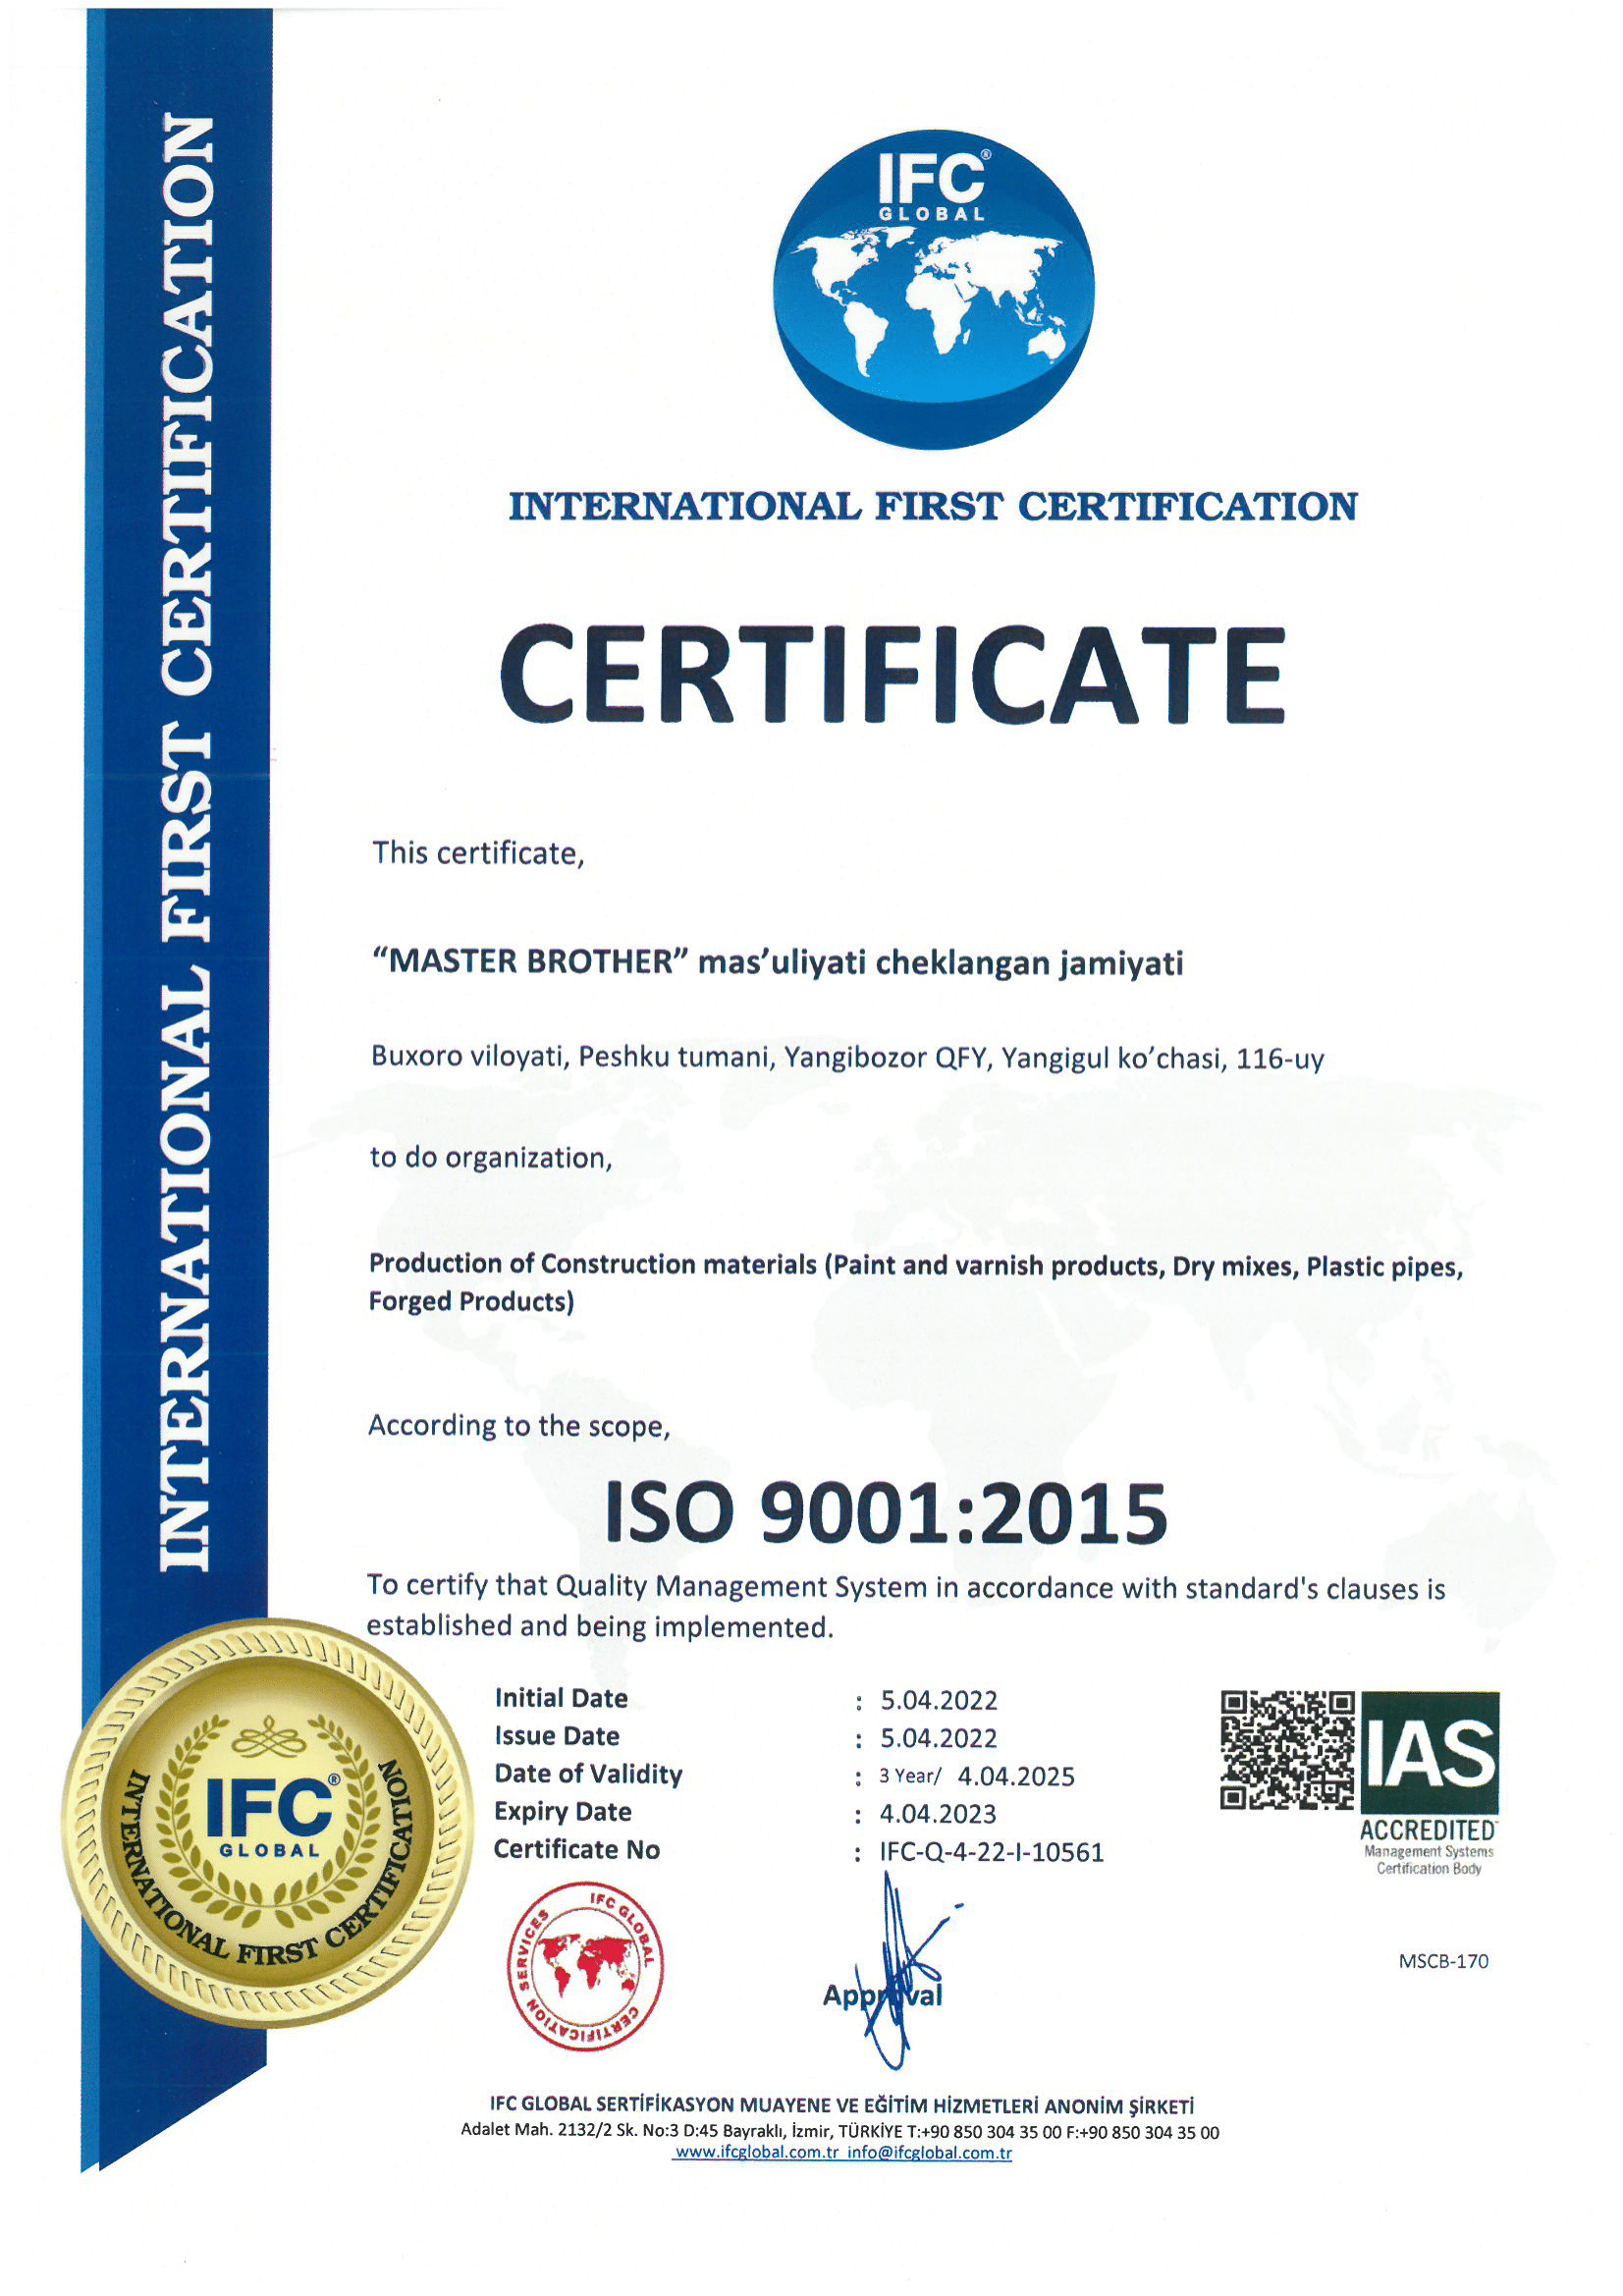 INTERNATIONAL FIRST CERTIFICATION
IFC®
GLOBAL
INTERNATIONAL FIRST CERTIFICATION
CERTIFICATE
This certificate,
“MASTER BROTHER” mas’uliyati cheklangan jamiyati
Buxoro viloyati, Peshku tumani, Yangibozor QFY, Yangigul ko’chasi, 116-uy
to do organization,
Production of Construction materials (Paint and varnish products, Dry mixes, Plastic pipes,
Forged Products)
According to the scope,
ISO 9001:2015
To certify that Quality Management System in accordance with standard's clauses is
established and being implemented.
Initial Date : 5.04.2022
Issue Date : 5.04.2022
Date of Validity : 3 Year/ 4.04.2025
Expiry Date : 4.04.2023
Certificate No : IFC-Q-4-22-I-10561
IAS
ACCREDITED
Management Systems
Certification Body
MSCB-170
IFC®
GLOBAL
INTERNATIONAL FIRST CERTIFICATION
IFC GLOBAL
CERTIFICATION SERVICES
Approval
IFC GLOBAL SERTİFİKASYON MUAYENE VE EĞİTİM HİZMETLERİ ANONİM ŞİRKETİ
Adalet Mah. 2132/2 Sk. No:3 D:45 Bayraklı, İzmir, TÜRKİYE T:+90 850 304 35 00 F:+90 850 304 35 00
www.ifcglobal.com.tr info@ifcglobal.com.tr